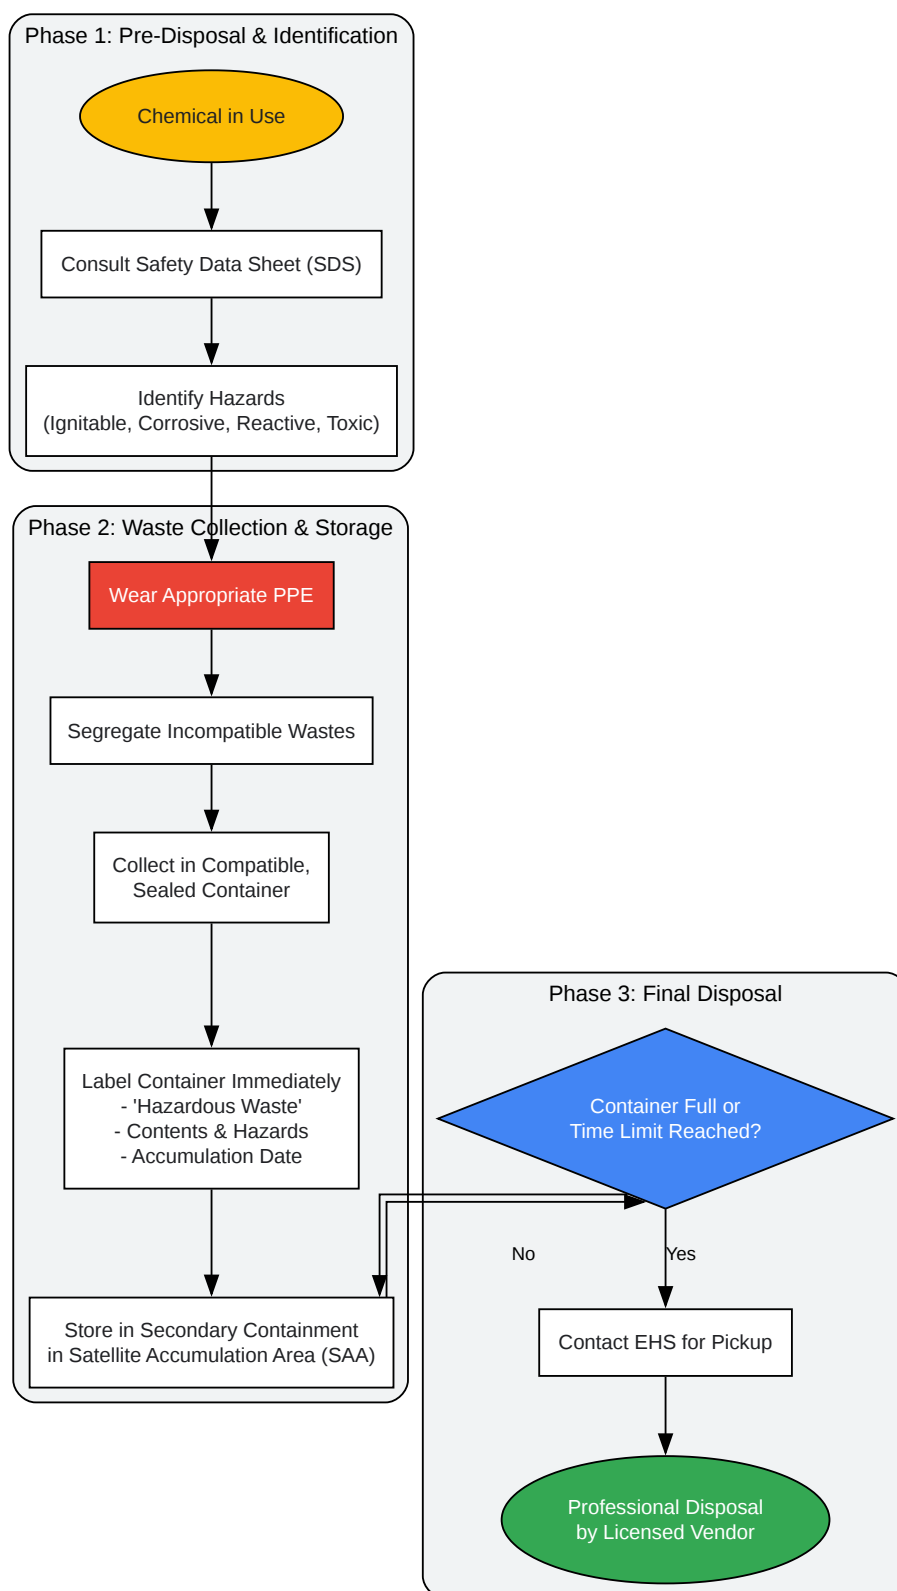 Phase 1: Pre-Disposal & Identification
Chemical in Use
Consult Safety Data Sheet (SDS)
Identify Hazards
(Ignitable, Corrosive, Reactive, Toxic)
Phase 2: Waste Collection & Storage
Wear Appropriate PPE
Segregate Incompatible Wastes
Collect in Compatible,
Sealed Container
Label Container Immediately
- 'Hazardous Waste'
- Contents & Hazards
- Accumulation Date
Store in Secondary Containment
in Satellite Accumulation Area (SAA)
Phase 3: Final Disposal
Container Full or
Time Limit Reached?
No
Yes
Contact EHS for Pickup
Professional Disposal
by Licensed Vendor